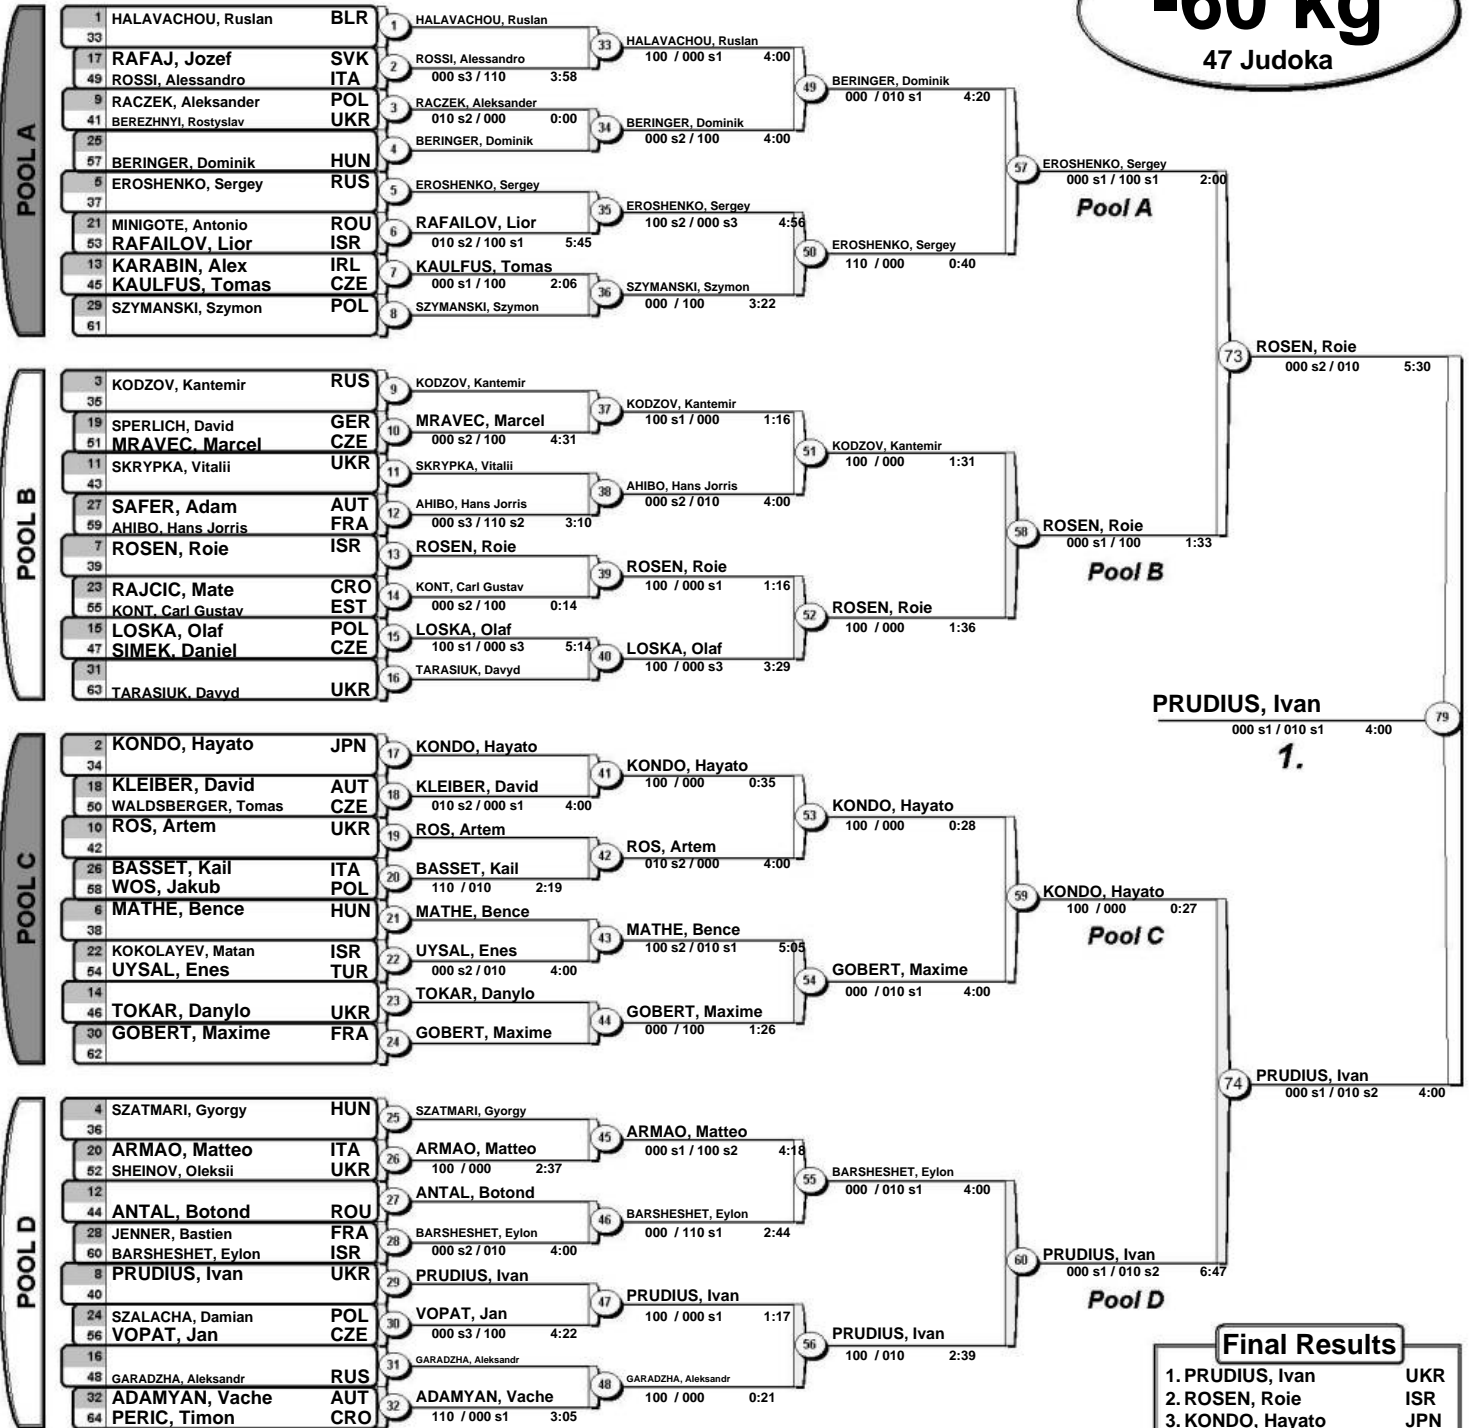 -60 kg
47 Judoka
POOL A
1 HALAVACHOU, Ruslan BLR
33
17 RAFAJ, Jozef SVK
49 ROSSI, Alessandro ITA
9 RACZEK, Aleksander POL
41 BEREZHNYI, Rostyslav UKR
25
57 BERINGER, Dominik HUN
5 EROSHENKO, Sergey RUS
37
21 MINIGOTE, Antonio ROU
53 RAFAILOV, Lior ISR
13 KARABIN, Alex IRL
45 KAULFUS, Tomas CZE
29 SZYMANSKI, Szymon POL
61
1 HALAVACHOU, Ruslan
2 ROSSI, Alessandro
000 s3 / 110 3:58
3 RACZEK, Aleksander
010 s2 / 000 0:00
4 BERINGER, Dominik
5 EROSHENKO, Sergey
6 RAFAILOV, Lior
010 s2 / 100 s1 5:45
7 KAULFUS, Tomas
000 s1 / 100 2:06
8 SZYMANSKI, Szymon
33 HALAVACHOU, Ruslan
100 / 000 s1 4:00
34 BERINGER, Dominik
000 s2 / 100 4:00
35 EROSHENKO, Sergey
100 s2 / 000 s3 4:56
36 SZYMANSKI, Szymon
000 / 100 3:22
49 BERINGER, Dominik
000 / 010 s1 4:20
50 EROSHENKO, Sergey
110 / 000 0:40
57 EROSHENKO, Sergey
000 s1 / 100 s1 2:00
Pool A
POOL B
3 KODZOV, Kantemir RUS
35
19 SPERLICH, David GER
51 MRAVEC, Marcel CZE
11 SKRYPKA, Vitalii UKR
43
27 SAFER, Adam AUT
59 AHIBO, Hans Jorris FRA
7 ROSEN, Roie ISR
39
23 RAJCIC, Mate CRO
55 KONT, Carl Gustav EST
15 LOSKA, Olaf POL
47 SIMEK, Daniel CZE
31
63 TARASIUK, Davyd UKR
9 KODZOV, Kantemir
10 MRAVEC, Marcel
000 s2 / 100 4:31
11 SKRYPKA, Vitalii
12 AHIBO, Hans Jorris
000 s3 / 110 s2 3:10
13 ROSEN, Roie
14 KONT, Carl Gustav
000 s2 / 100 0:14
15 LOSKA, Olaf
100 s1 / 000 s3 5:14
16 TARASIUK, Davyd
37 KODZOV, Kantemir
100 s1 / 000 1:16
38 AHIBO, Hans Jorris
000 s2 / 010 4:00
39 ROSEN, Roie
100 / 000 s1 1:16
40 LOSKA, Olaf
100 / 000 s3 3:29
51 KODZOV, Kantemir
100 / 000 1:31
52 ROSEN, Roie
100 / 000 1:36
58 ROSEN, Roie
000 s1 / 100 1:33
Pool B
73 ROSEN, Roie
000 s2 / 010 5:30
PRUDIUS, Ivan 79
000 s1 / 010 s1 4:00
1.
POOL C
2 KONDO, Hayato JPN
34
18 KLEIBER, David AUT
50 WALDSBERGER, Tomas CZE
10 ROS, Artem UKR
42
26 BASSET, Kail ITA
58 WOS, Jakub POL
6 MATHE, Bence HUN
38
22 KOKOLAYEV, Matan ISR
54 UYSAL, Enes TUR
14
46 TOKAR, Danylo UKR
30 GOBERT, Maxime FRA
62
17 KONDO, Hayato
18 KLEIBER, David
010 s2 / 000 s1 4:00
19 ROS, Artem
20 BASSET, Kail
110 / 010 2:19
21 MATHE, Bence
22 UYSAL, Enes
000 s2 / 010 4:00
23 TOKAR, Danylo
24 GOBERT, Maxime
41 KONDO, Hayato
100 / 000 0:35
42 ROS, Artem
010 s2 / 000 4:00
43 MATHE, Bence
100 s2 / 010 s1 5:05
44 GOBERT, Maxime
000 / 100 1:26
53 KONDO, Hayato
100 / 000 0:28
54 GOBERT, Maxime
000 / 010 s1 4:00
59 KONDO, Hayato
100 / 000 0:27
Pool C
POOL D
4 SZATMARI, Gyorgy HUN
36
20 ARMAO, Matteo ITA
52 SHEINOV, Oleksii UKR
12
44 ANTAL, Botond ROU
28 JENNER, Bastien FRA
60 BARSHESHET, Eylon ISR
8 PRUDIUS, Ivan UKR
40
24 SZALACHA, Damian POL
56 VOPAT, Jan CZE
16
48 GARADZHA, Aleksandr RUS
32 ADAMYAN, Vache AUT
64 PERIC, Timon CRO
25 SZATMARI, Gyorgy
26 ARMAO, Matteo
100 / 000 2:37
27 ANTAL, Botond
28 BARSHESHET, Eylon
000 s2 / 010 4:00
29 PRUDIUS, Ivan
30 VOPAT, Jan
000 s3 / 100 4:22
31 GARADZHA, Aleksandr
32 ADAMYAN, Vache
110 / 000 s1 3:05
45 ARMAO, Matteo
000 s1 / 100 s2 4:18
46 BARSHESHET, Eylon
000 / 110 s1 2:44
47 PRUDIUS, Ivan
100 / 000 s1 1:17
48 GARADZHA, Aleksandr
100 / 000 0:21
55 BARSHESHET, Eylon
000 / 010 s1 4:00
56 PRUDIUS, Ivan
100 / 010 2:39
60 PRUDIUS, Ivan
000 s1 / 010 s2 6:47
Pool D
74 PRUDIUS, Ivan
000 s1 / 010 s2 4:00
Final Results
1. PRUDIUS, Ivan UKR
2. ROSEN, Roie ISR
3. KONDO, Hayato JPN